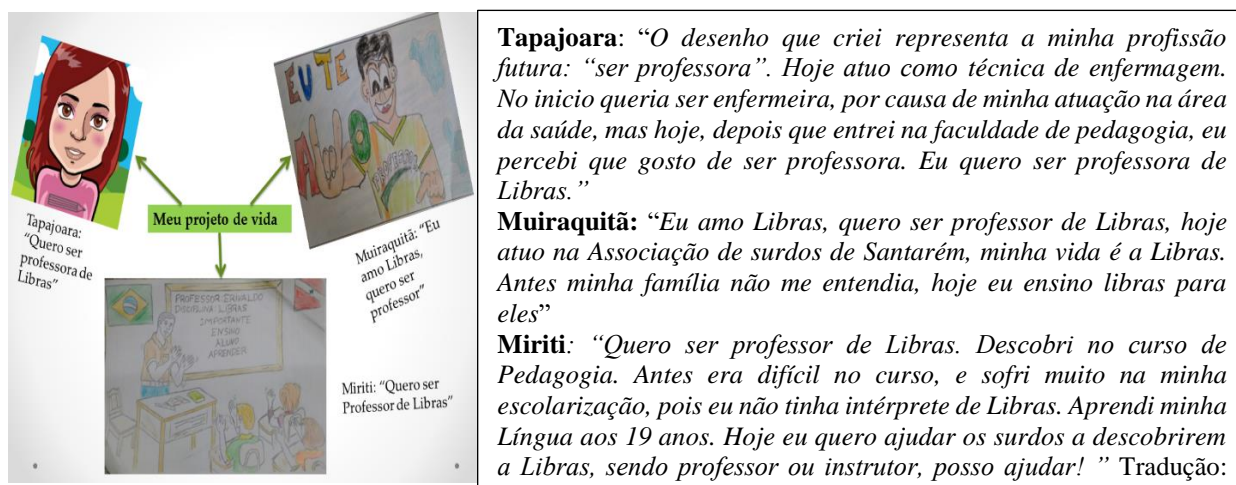 EU TE
AMO
Meu projeto de vida
Tapajoara:
“Quero ser
professora de
Libras”
Muiraquitã: “Eu
amo Libras,
quero ser
professor”
PROFESSOR: ERIVALDO
DISCIPLINA LIBRAS
IMPORTANTE
ENSINO
ALUNO
APRENDER
Miriti: “Quero ser
Professor de Libras”
Tapajoara: “O desenho que criei representa a minha profissão
futura: “ser professora”. Hoje atuo como técnica de enfermagem.
No inicio queria ser enfermeira, por causa de minha atuação na área
da saúde, mas hoje, depois que entrei na faculdade de pedagogia, eu
percebi que gosto de ser professora. Eu quero ser professora de
Libras.”
Muiraquitã: “Eu amo Libras, quero ser professor de Libras, hoje
atuo na Associação de surdos de Santarém, minha vida é a Libras.
Antes minha família não me entendia, hoje eu ensino libras para
eles”
Miriti: “Quero ser professor de Libras. Descobri no curso de
Pedagogia. Antes era difícil no curso, e sofri muito na minha
escolarização, pois eu não tinha intérprete de Libras. Aprendi minha
Língua aos 19 anos. Hoje eu quero ajudar os surdos a descobrirem
a Libras, sendo professor ou instrutor, posso ajudar! ” Tradução: